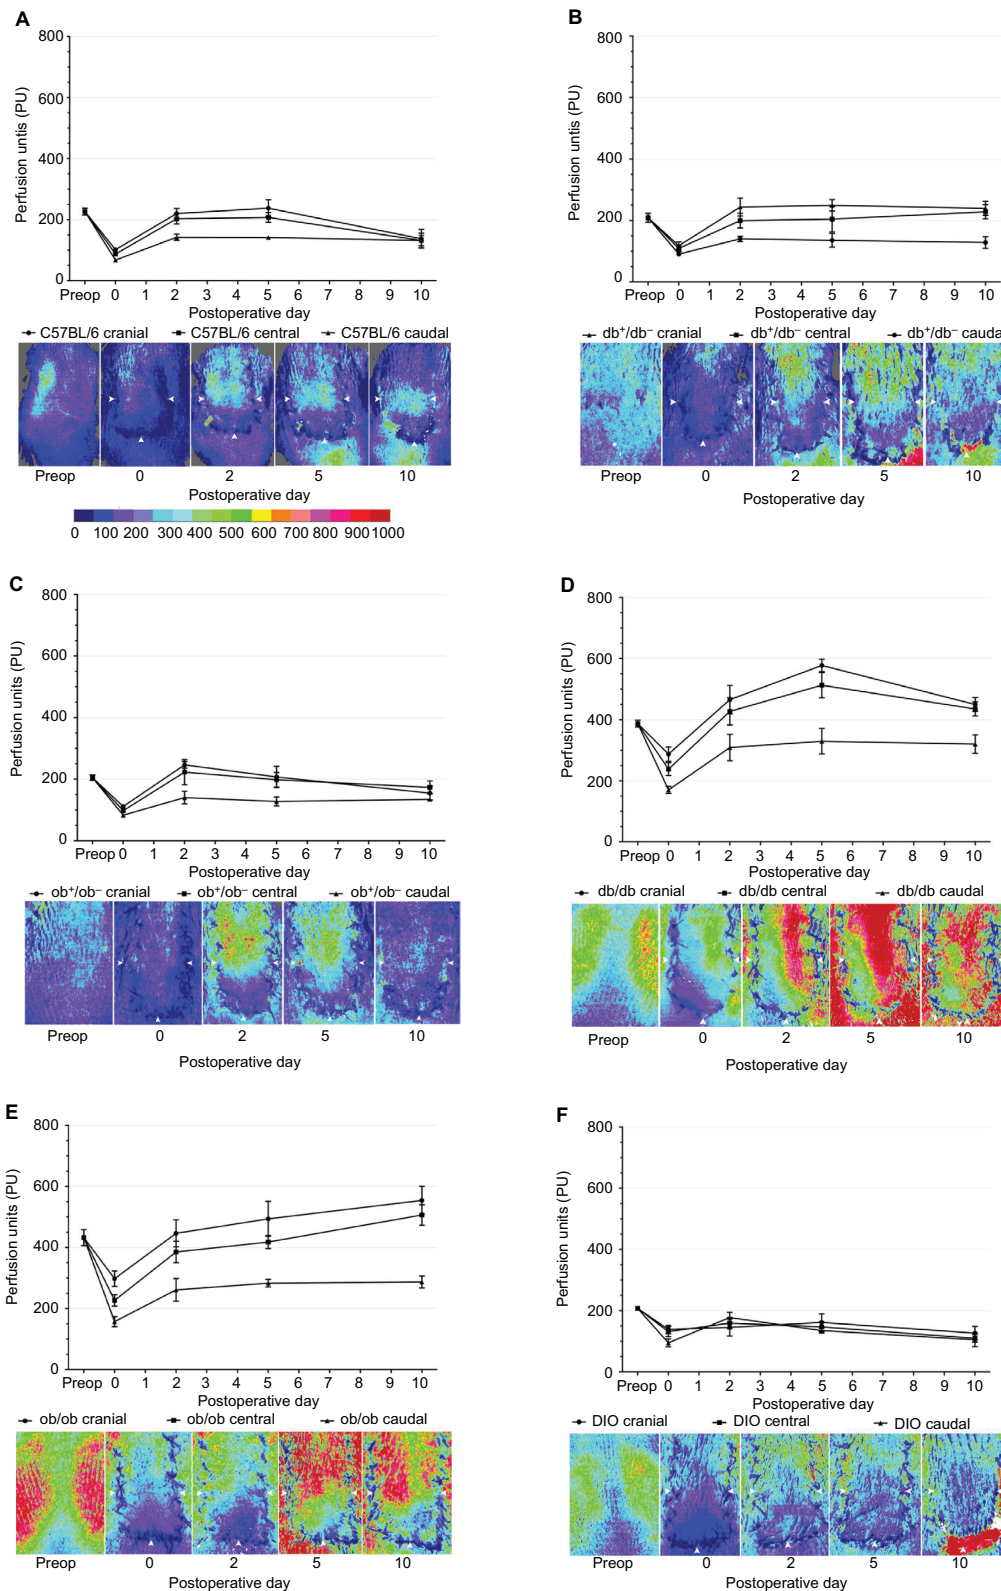 A
800
600
400
200
0
Perfusion untis (PU)
Preop 0 1 2 3 4 5 6 7 8 9 10
Postoperative day
C57BL/6 cranial C57BL/6 central C57BL/6 caudal
Preop 0 2 5 10
Postoperative day
0 100 200 300 400 500 600 700 800 900 1000
B
800
600
400
200
0
Perfusion units (PU)
Preop 0 1 2 3 4 5 6 7 8 9 10
Postoperative day
db+/db– cranial db+/db– central db+/db– caudal
Preop 0 2 5 10
Postoperative day
C
800
600
400
200
0
Perfusion units (PU)
Preop 0 1 2 3 4 5 6 7 8 9 10
Postoperative day
ob+/ob– cranial ob+/ob– central ob+/ob– caudal
Preop 0 2 5 10
Postoperative day
D
800
600
400
200
0
Perfusion units (PU)
Preop 0 1 2 3 4 5 6 7 8 9 10
Postoperative day
db/db cranial db/db central db/db caudal
Preop 0 2 5 10
Postoperative day
E
800
600
400
200
0
Perfusion units (PU)
Preop 0 1 2 3 4 5 6 7 8 9 10
Postoperative day
ob/ob cranial ob/ob central ob/ob caudal
Preop 0 2 5 10
Postoperative day
F
800
600
400
200
0
Perfusion units (PU)
Preop 0 1 2 3 4 5 6 7 8 9 10
Postoperative day
DIO cranial DIO central DIO caudal
Preop 0 2 5 10
Postoperative day